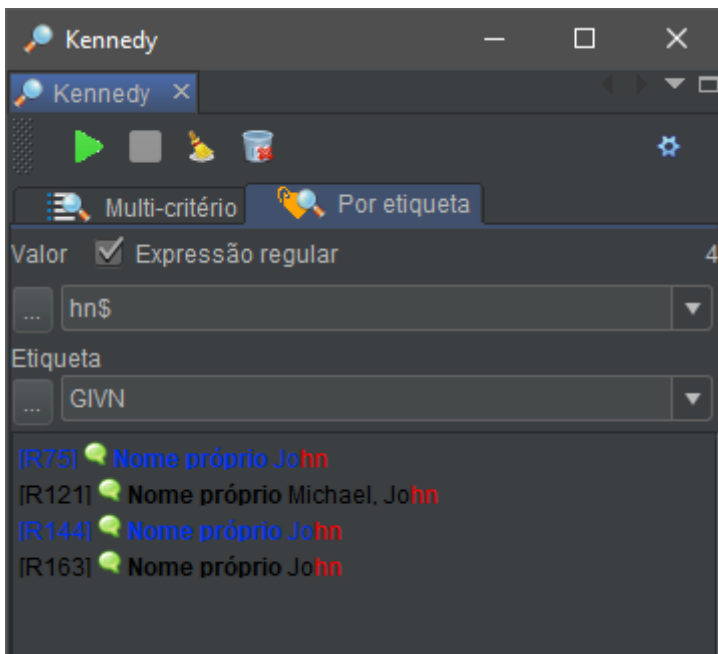 Kennedy
Kennedy
Multi-critério Por etiqueta
Valor Expressão regular 4
... hn$
Etiqueta
... GIVN
[R75] Nome próprio John
[R121] Nome próprio Michael, John
[R144] Nome próprio John
[R163] Nome próprio John